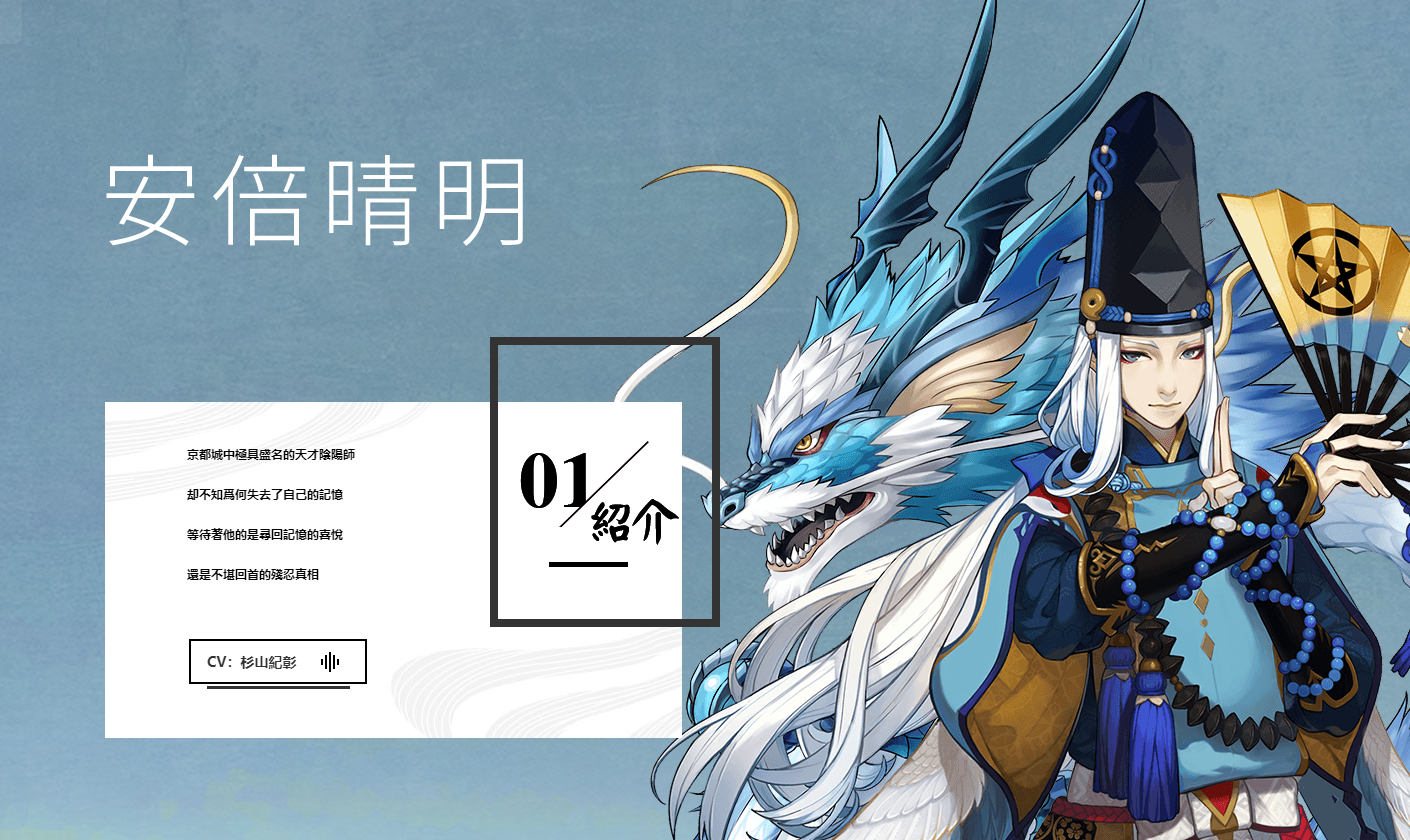 安倍晴明
京都城中極具盛名的天才陰陽師
却不知爲何失去了自己的記憶
等待著他的是尋回記憶的喜悅
還是不堪回首的殘忍真相
01
紹介
CV：杉山紀彰